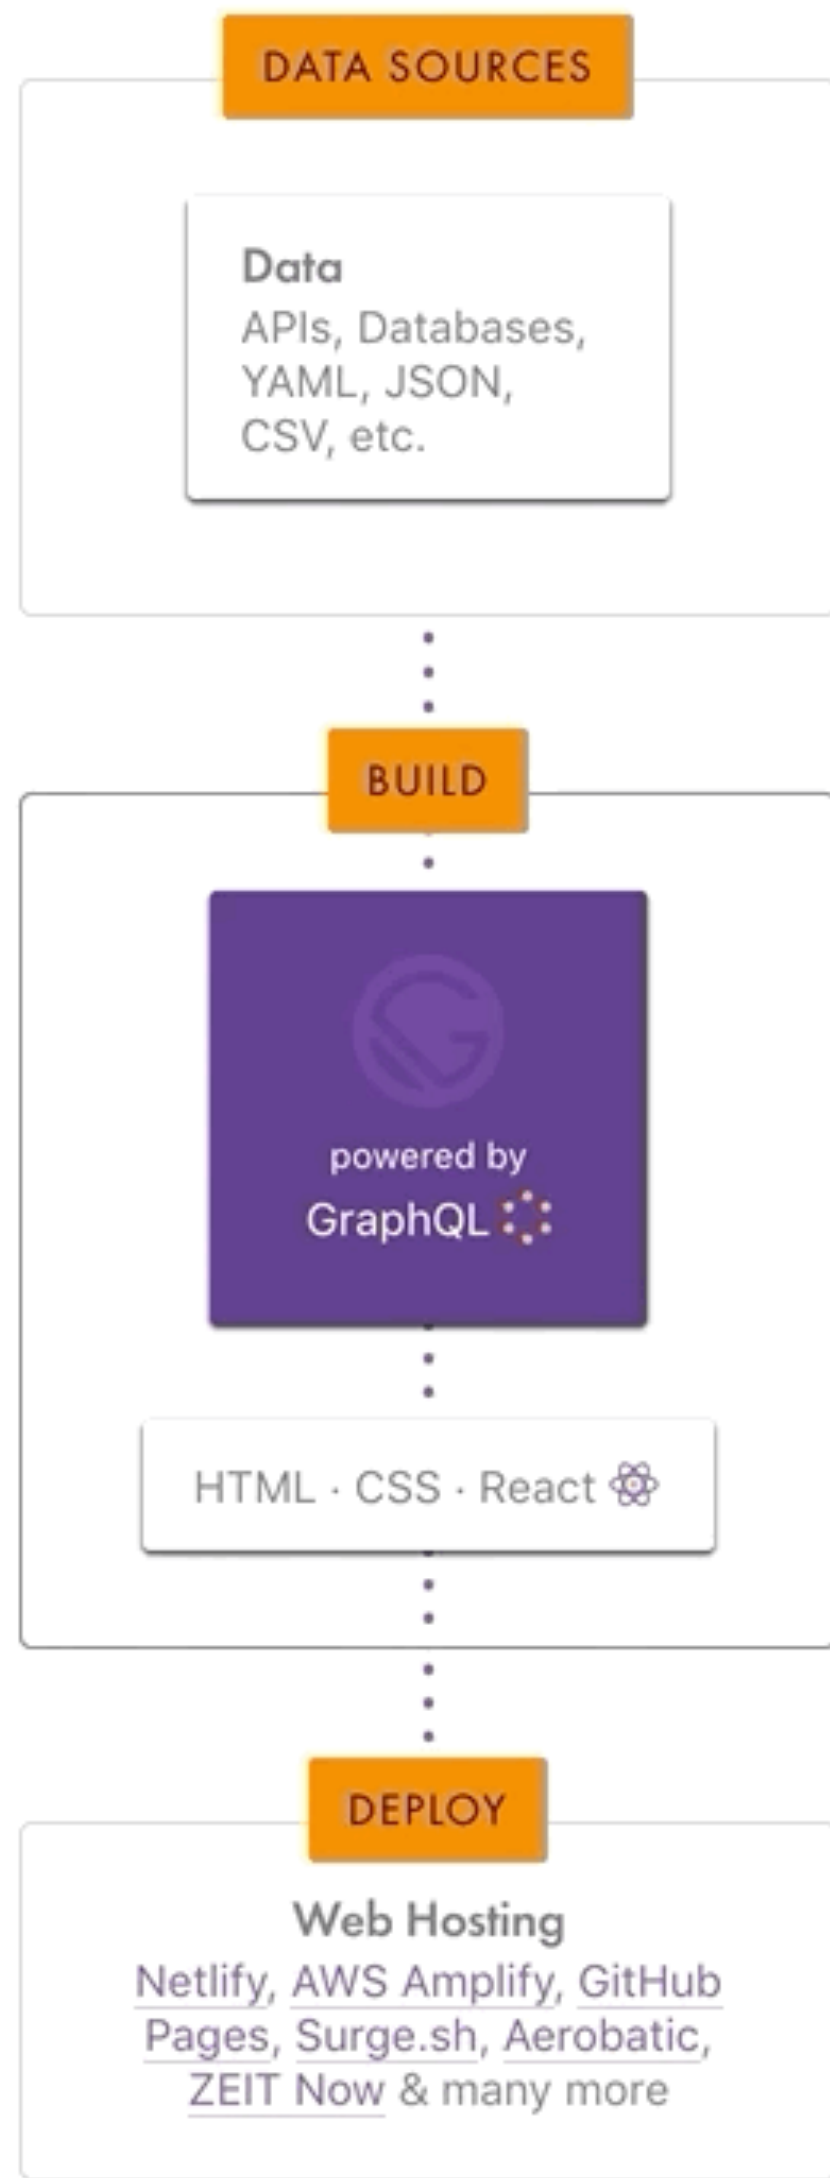 DATA SOURCES
Data
APIs, Databases,
YAML, JSON,
CSV, etc.
BUILD
powered by
GraphQL
HTML · CSS · React
DEPLOY
Web Hosting
Netlify, AWS Amplify, GitHub
Pages, Surge.sh, Aerobatic,
ZEIT Now & many more